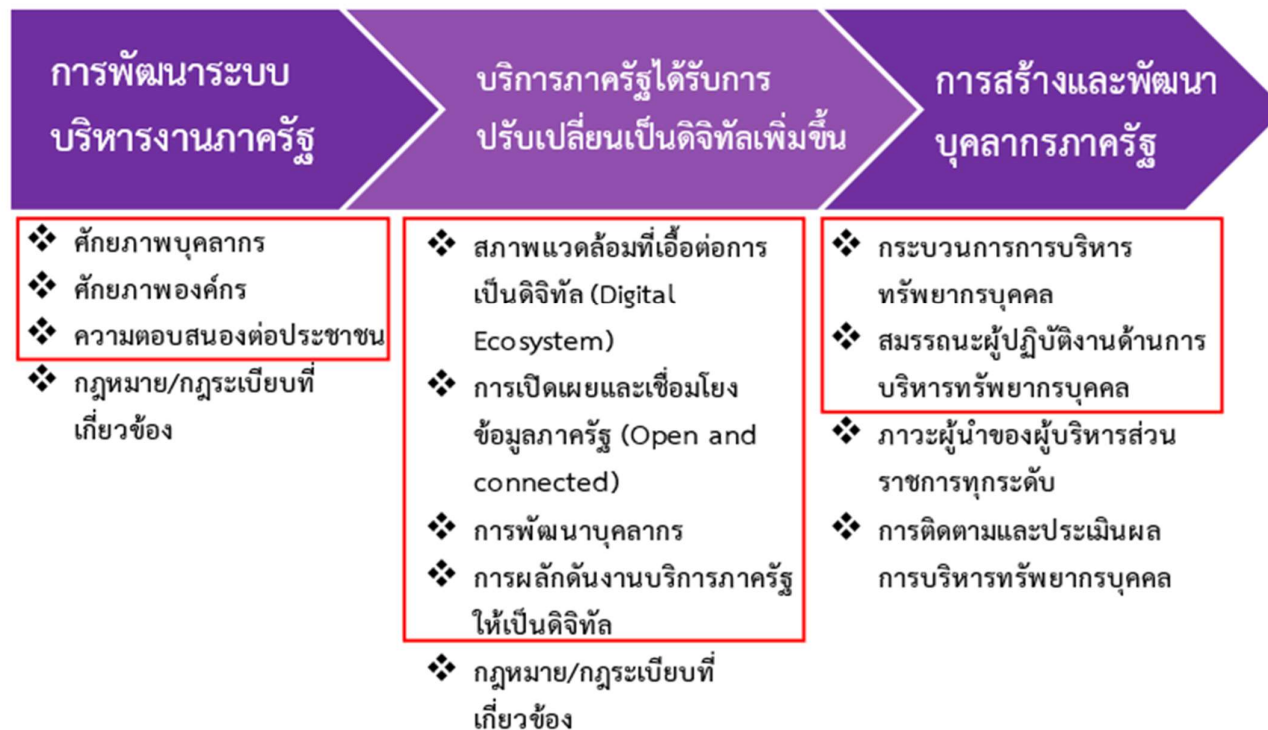 การพัฒนาระบบ
บริหารงานภาครัฐ
บริการภาครัฐได้รับการ
ปรับเปลี่ยนเป็นดิจิทัลเพิ่มขึ้น
การสร้างและพัฒนา
บุคลากรภาครัฐ
❖ ศักยภาพบุคลากร
❖ ศักยภาพองค์กร
❖ ความตอบสนองต่อประชาชน
❖ กฎหมาย/กฎระเบียบที่
เกี่ยวข้อง
❖ สภาพแวดล้อมที่เอื้อต่อการ
เป็นดิจิทัล (Digital
Ecosystem)
❖ การเปิดเผยและเชื่อมโยง
ข้อมูลภาครัฐ (Open and
connected)
❖ การพัฒนาบุคลากร
❖ การผลักดันงานบริการภาครัฐ
ให้เป็นดิจิทัล
❖ กฎหมาย/กฎระเบียบที่
เกี่ยวข้อง
❖ กระบวนการการบริหาร
ทรัพยากรบุคคล
❖ สมรรถนะผู้ปฏิบัติงานด้านการ
บริหารทรัพยากรบุคคล
❖ ภาวะผู้นำของผู้บริหารส่วน
ราชการทุกระดับ
❖ การติดตามและประเมินผล
การบริหารทรัพยากรบุคคล